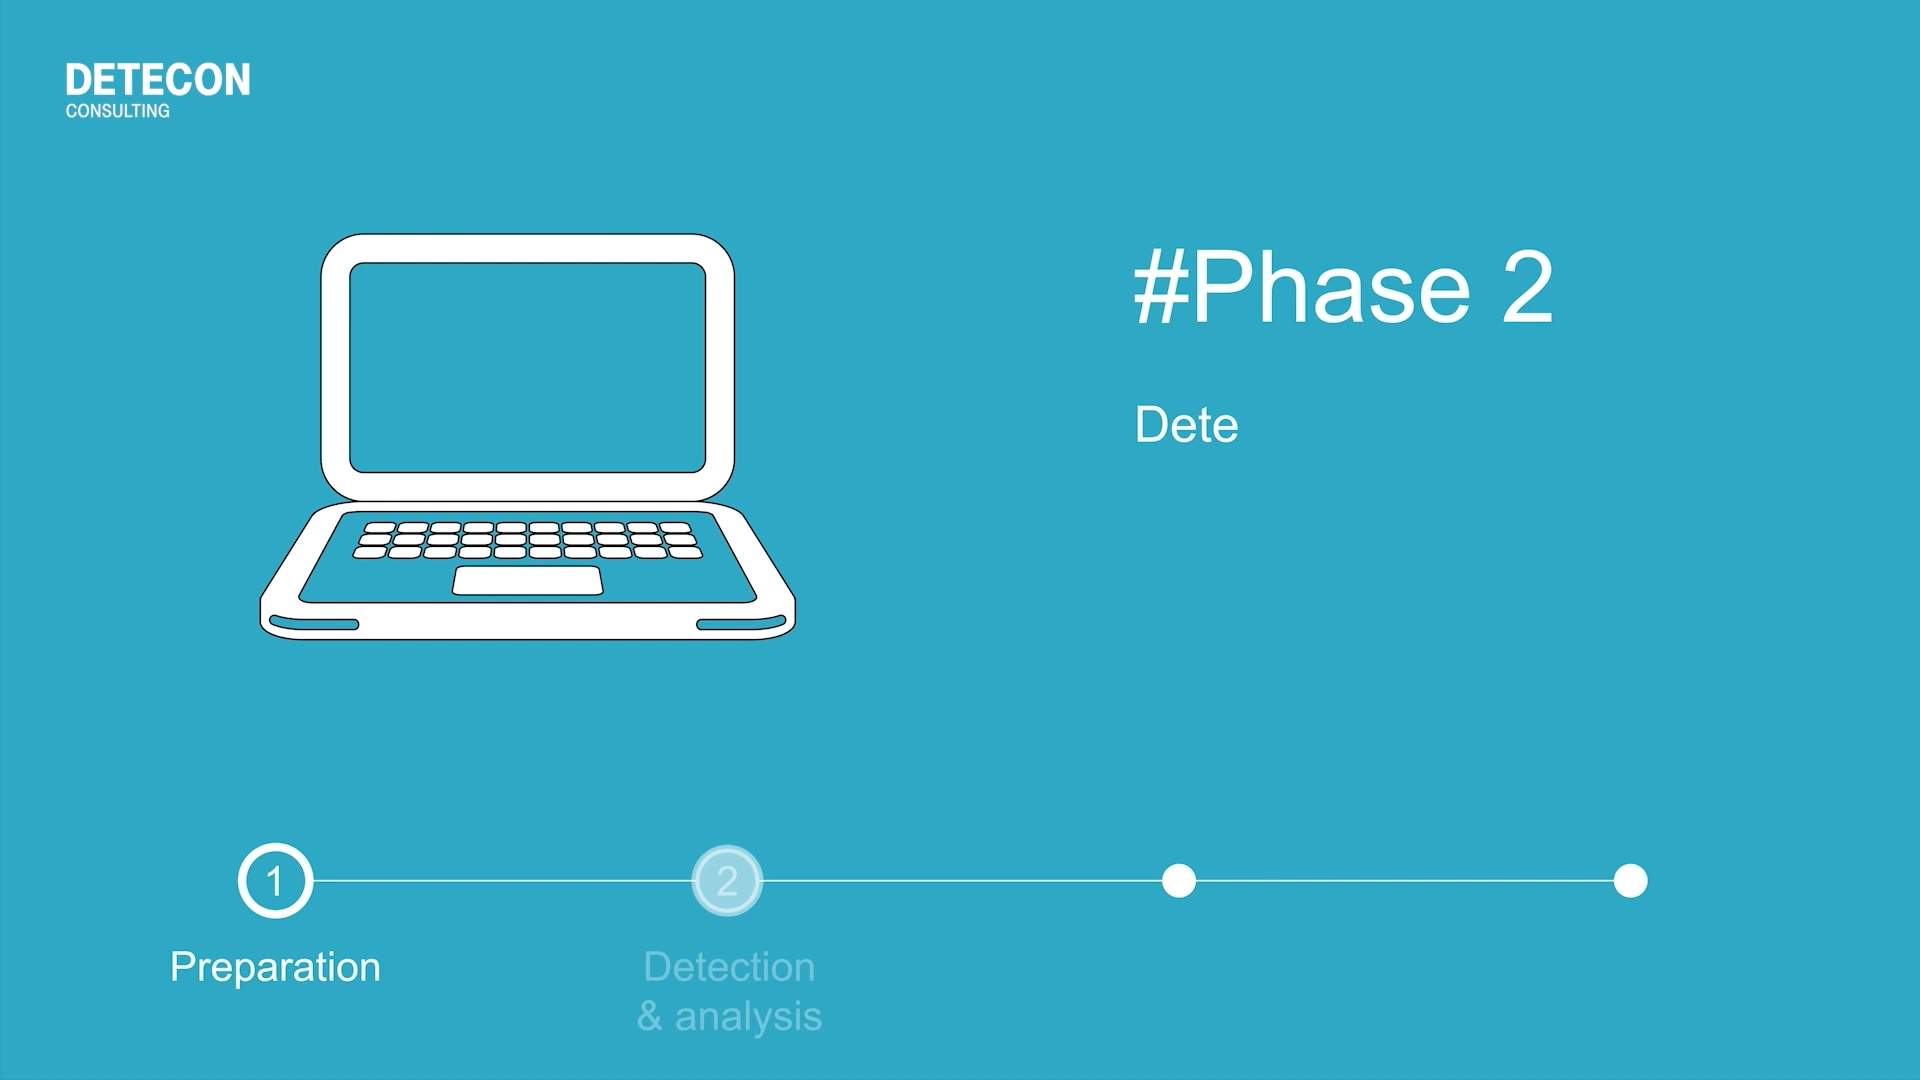 DETECON
CONSULTING
#Phase 2
Dete
1
2
Preparation
Detection
& analysis